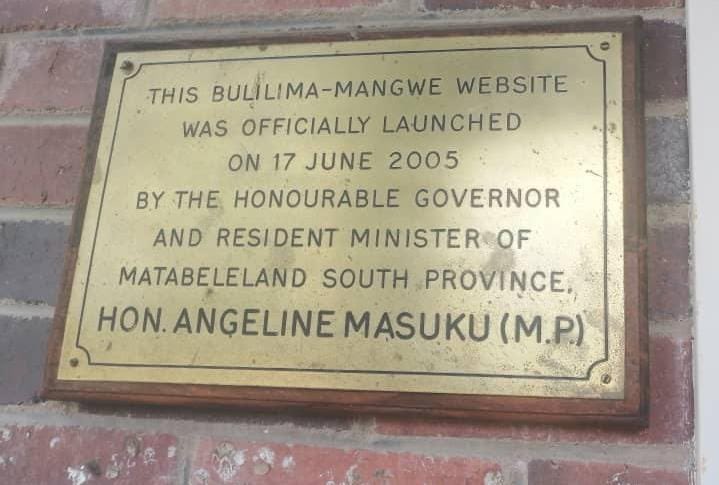 THIS BULILIMA-MANGWE WEBSITE
WAS OFFICIALLY LAUNCHED
ON 17 JUNE 2005
BY THE HONOURABLE GOVERNOR
AND RESIDENT MINISTER OF
MATABELELAND SOUTH PROVINCE,
HON. ANGELINE MASUKU (M.P.)